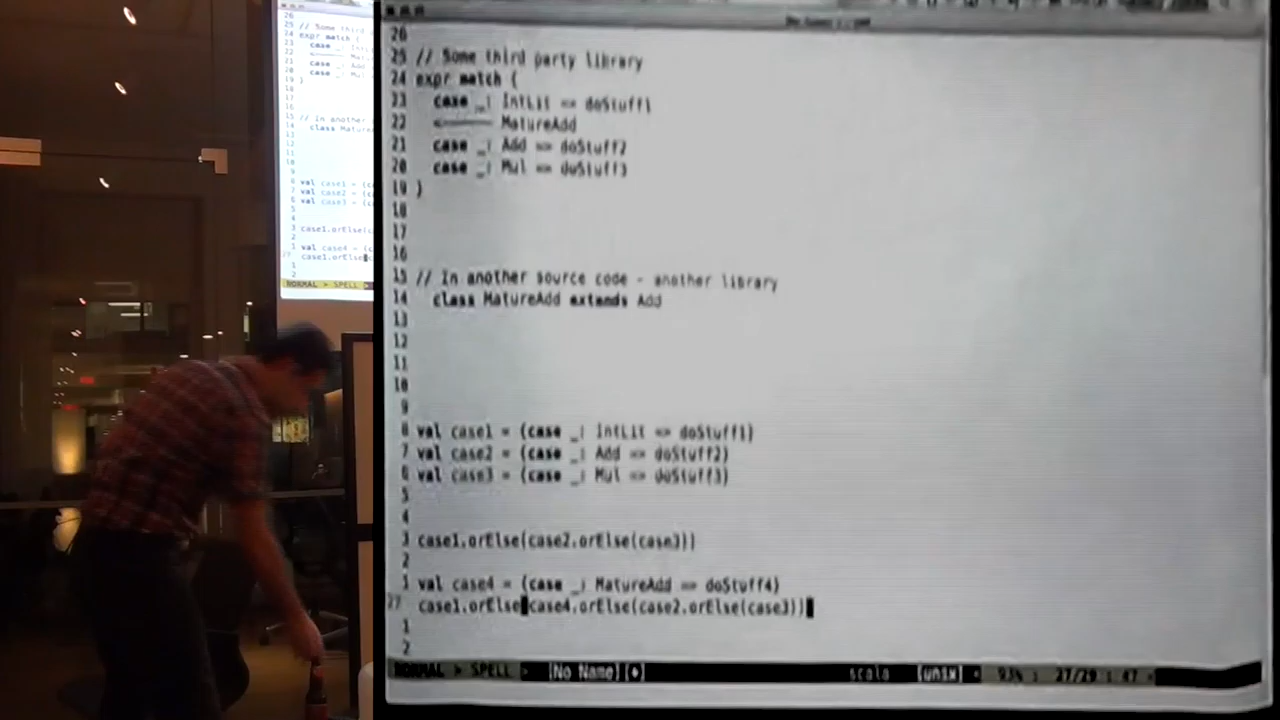 26
25 // Some third party library
24 expr match {
23 case _: IntLit => doStuff1
22 <------- MatureAdd
21 case _: Add => doStuff2
20 case _: Mul => doStuff3
19 }
18
17
16
15 // In another source code - another library
14 class MatureAdd extends Add
13
12
11
10
9
8 val case1 = {case _: IntLit => doStuff1}
7 val case2 = {case _: Add => doStuff2}
6 val case3 = {case _: Mul => doStuff3}
5
4
3 case1.orElse(case2.orElse(case3))
2
1 val case4 = {case _: MatureAdd => doStuff4}
27 case1.orElse(case4.orElse(case2.orElse(case3)))
1
2
NORMAL > SPELL > [No Name][+] scala [unix] < 93% : 27/29 : 47 <